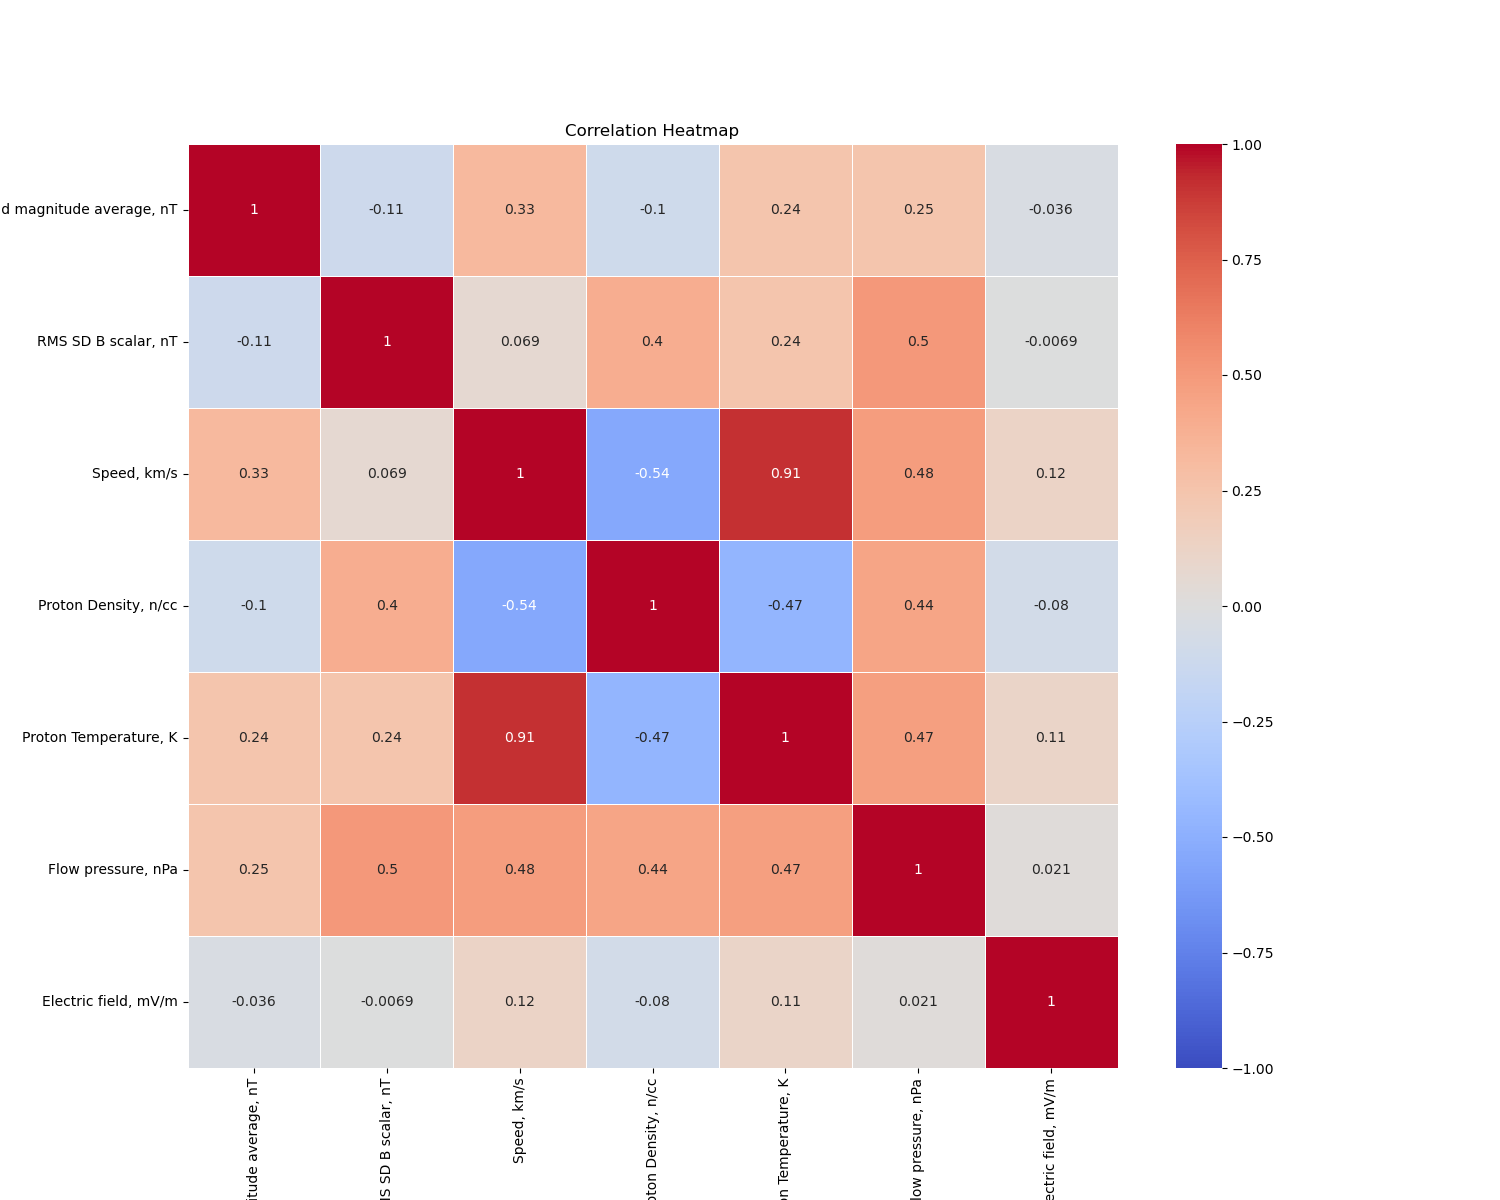 Correlation Heatmap
d magnitude average, nT 1 -0.11 0.33 -0.1 0.24 0.25 -0.036
RMS SD B scalar, nT -0.11 1 0.069 0.4 0.24 0.5 -0.0069
Speed, km/s 0.33 0.069 1 -0.54 0.91 0.48 0.12
Proton Density, n/cc -0.1 0.4 -0.54 1 -0.47 0.44 -0.08
Proton Temperature, K 0.24 0.24 0.91 -0.47 1 0.47 0.11
Flow pressure, nPa 0.25 0.5 0.48 0.44 0.47 1 0.021
Electric field, mV/m -0.036 -0.0069 0.12 -0.08 0.11 0.021 1
itude average, nT
IS SD B scalar, nT
Speed, km/s
oton Density, n/cc
on Temperature, K
low pressure, nPa
ectric field, mV/m
1.00
0.75
0.50
0.25
0.00
−0.25
−0.50
−0.75
−1.00